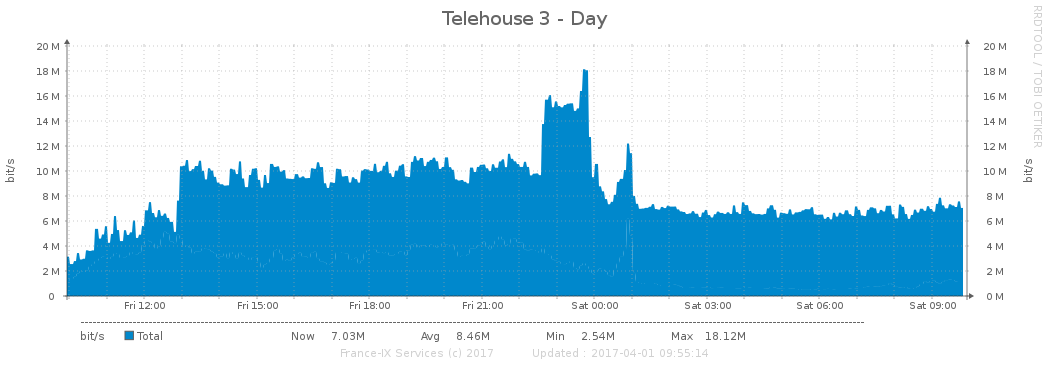 Telehouse 3 - Day
RRDTOOL / TOBI OETIKER
bit/s
20 M 20 M
18 M 18 M
16 M 16 M
14 M 14 M
12 M 12 M
10 M 10 M
8 M 8 M
6 M 6 M
4 M 4 M
2 M 2 M
0 0 M
bit/s
Fri 12:00 Fri 15:00 Fri 18:00 Fri 21:00 Sat 00:00 Sat 03:00 Sat 06:00 Sat 09:00
bit/s Total Now 7.03M Avg 8.46M Min 2.54M Max 18.12M
France-IX Services (c) 2017 Updated : 2017-04-01 09:55:14